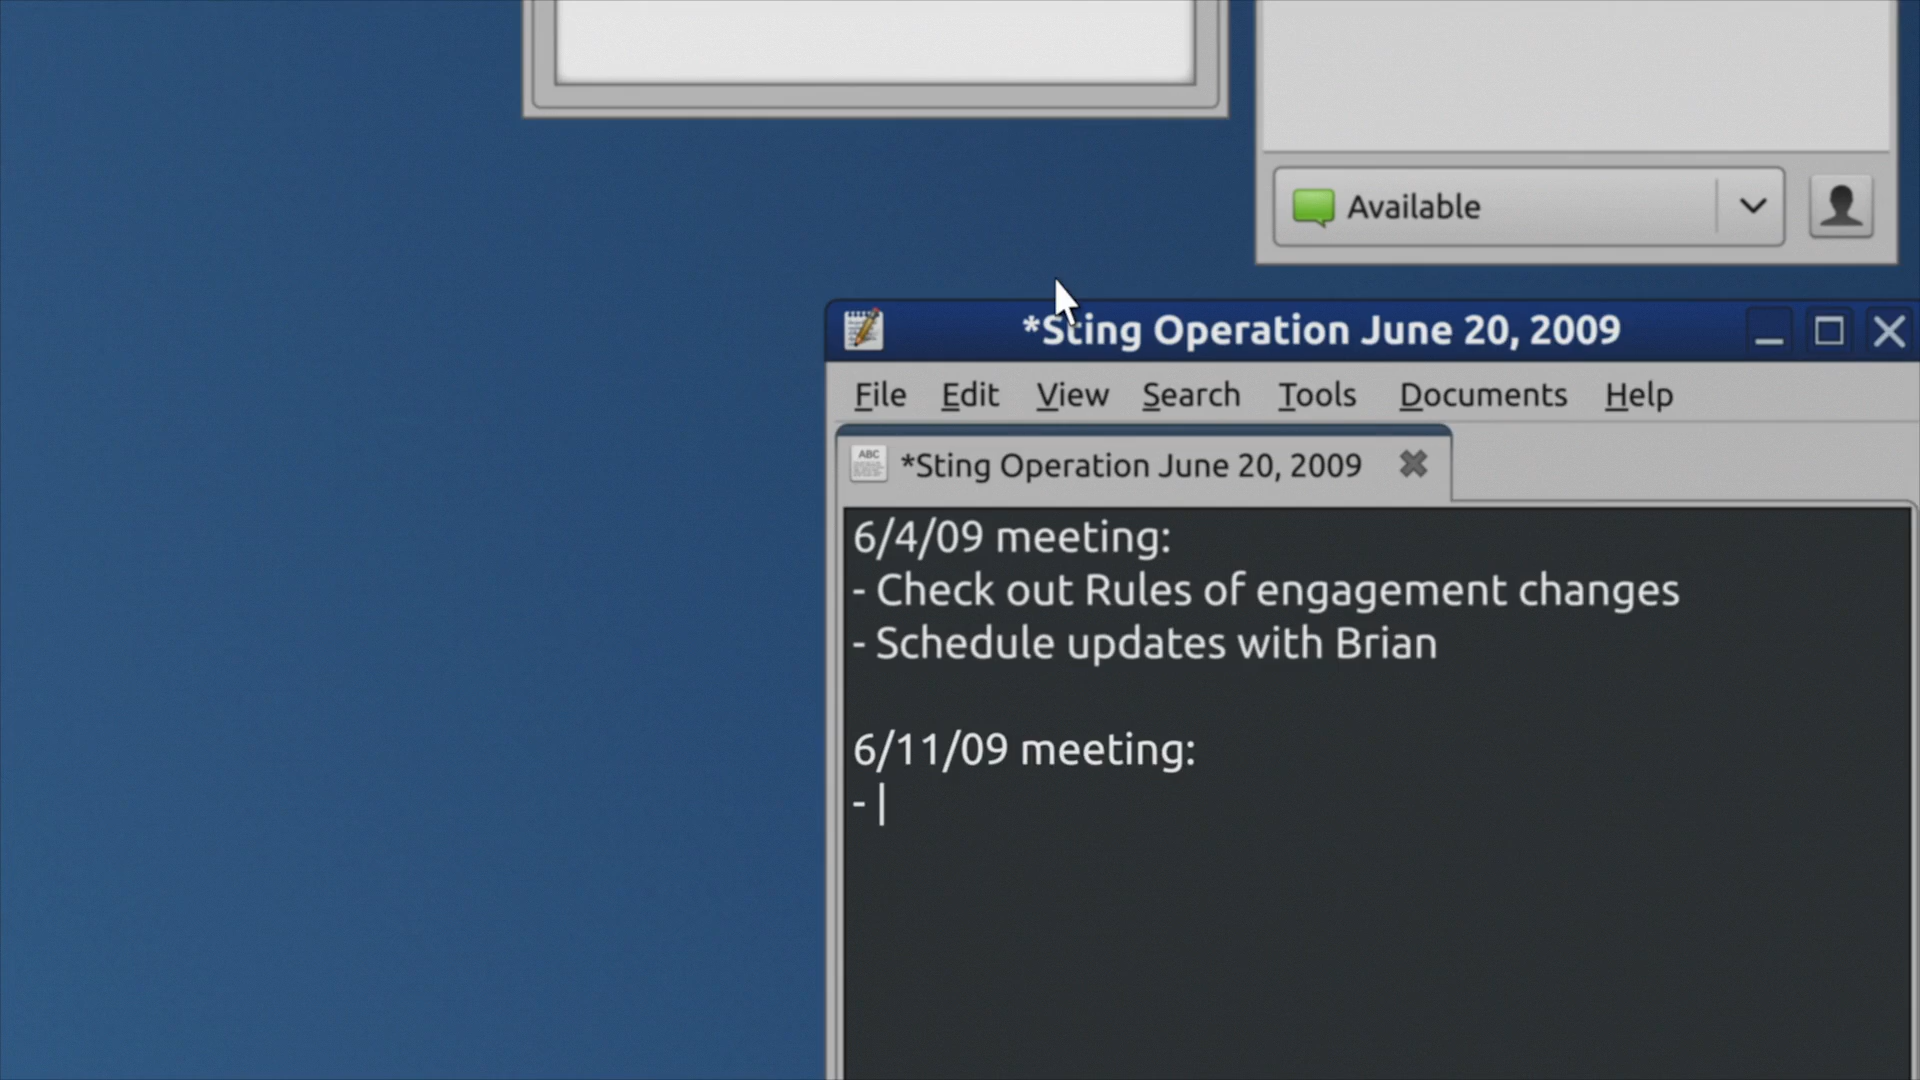 Available
*Sting Operation June 20, 2009
File Edit View Search Tools Documents Help
ABC
*Sting Operation June 20, 2009
6/4/09 meeting:
- Check out Rules of engagement changes
- Schedule updates with Brian
6/11/09 meeting:
-